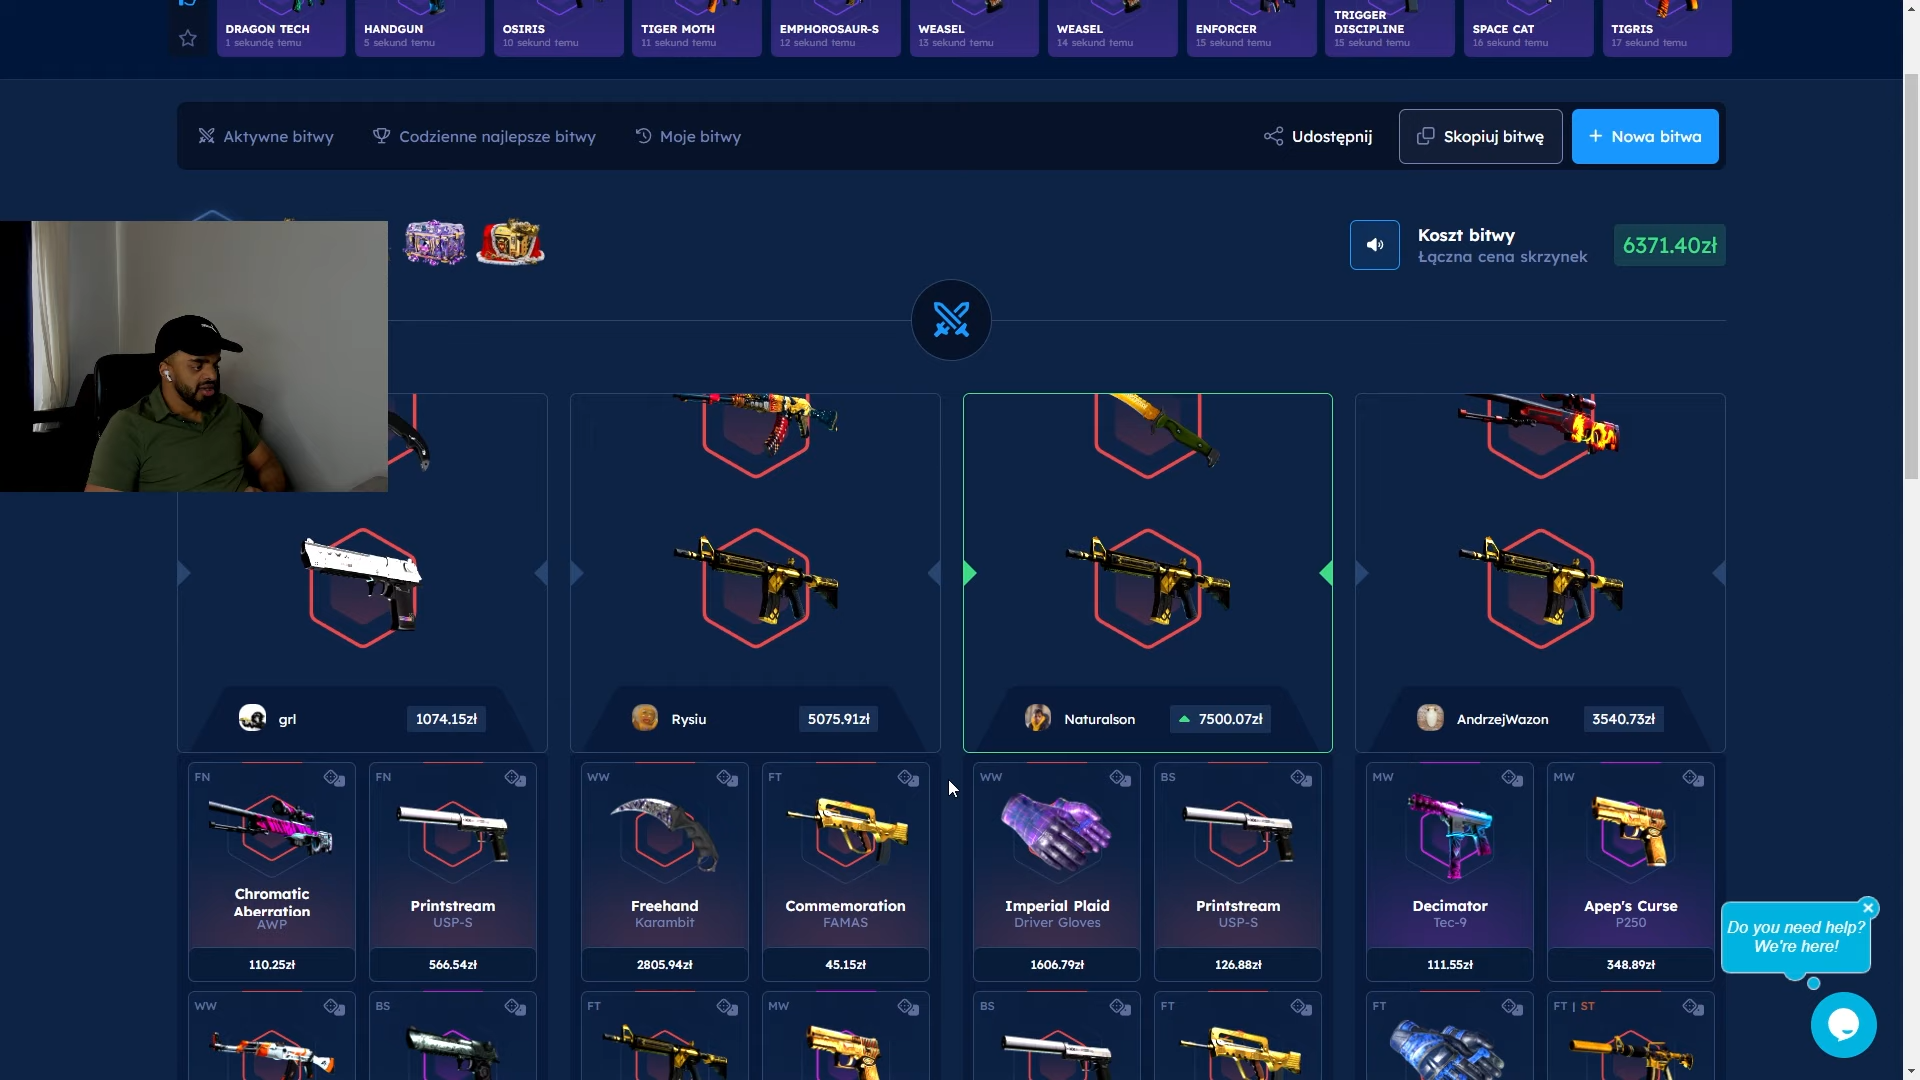 DRAGON TECH
1 sekundę temu
HANDGUN
5 sekund temu
OSIRIS
10 sekund temu
TIGER MOTH
11 sekund temu
EMPHOROSAUR-S
12 sekund temu
WEASEL
13 sekund temu
WEASEL
14 sekund temu
ENFORCER
15 sekund temu
TRIGGER
DISCIPLINE
15 sekund temu
SPACE CAT
16 sekund temu
TIGRIS
17 sekund temu
Aktywne bitwy
Codzienne najlepsze bitwy
Moje bitwy
Udostępnij
Skopiuj bitwę
+ Nowa bitwa
Koszt bitwy
Łączna cena skrzynek
6371.40zł
grl
1074.15zł
Rysiu
5075.91zł
Naturalson
7500.07zł
AndrzejWazon
3540.73zł
FN
Chromatic
Aberration
AWP
110.25zł
FN
Printstream
USP-S
566.54zł
WW
Freehand
Karambit
2805.94zł
FT
Commemoration
FAMAS
45.15zł
WW
Imperial Plaid
Driver Gloves
1606.79zł
BS
Printstream
USP-S
126.88zł
MW
Decimator
Tec-9
111.55zł
MW
Apep's Curse
P250
348.89zł
Do you need help?
We're here!
WW
BS
FT
MW
BS
FT
FT
FT | ST